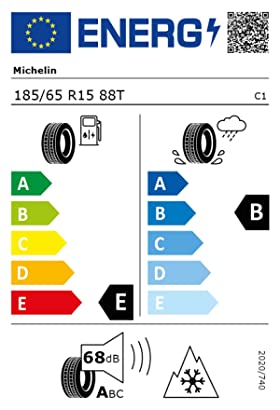 ENERG
Michelin
185/65 R15 88T
C1
A
B
C
D
E
E
A
B
C
D
E
B
68dB
ABC
2020/740